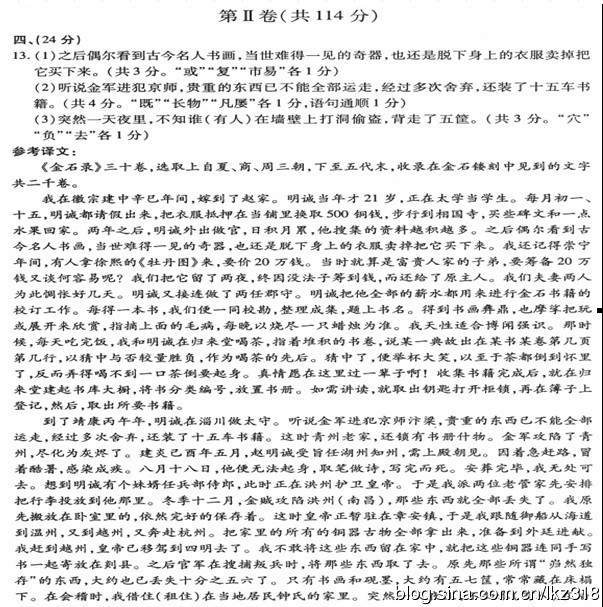 第Ⅱ卷(共 114 分)
四、(24 分)
13. (1)之后偶尔看到古今名人书画,当世难得一见的奇器,也还是脱下身上的衣服卖掉把
它买下来。(共 3 分。“或”“复”“市易”各 1 分)
(2)听说金军进犯京师,贵重的东西已不能全部运走,经过多次舍弃,还装了十五车书
籍。(共 4 分。“既”“长物”“凡屡”各 1 分,语句通顺 1 分)
(3)突然一天夜里,不知谁(有人)在墙壁上打洞偷盗,背走了五筐。(共 3 分。“穴”
“负”“去”各 1 分)
参考译文:
《金石录》三十卷,选取上自夏、商、周三朝,下至五代末,收录在金石镂刻中见到的文字
共二千卷。
我在徽宗建中辛巳年间,嫁到了赵家。明诚当年才 21 岁,正在太学当学生。每月初一、
十五,明诚都请假出来,把衣服抵押在当铺里换取 500 铜钱,步行到相国寺,买些碑文和一点
水果回家。两年之后,明诚外出做官,日积月累,他搜集的资料越积越多。之后偶尔看到古
今名人书画,当世难得一见的奇器,也还是脱下身上的衣服卖掉把它买下来。我还记得崇宁
年间,有人拿徐熙的《牡丹图》来,要价 20 万钱。当时就算是富贵人家的子弟,要筹备 20 万
钱又谈何容易呢?我们把它留了两夜,终因没法子筹到钱,而还给了原主人。我们夫妻两人
为此惆怅好几天。明诚又接连做了两任郡守。明诚把他全部的薪水都用来进行金石书籍的
校订工作。每得一本书,我们便一同校勘,整理成集,题上书名。得到书画彝鼎,也摩挲把玩
或展开来欣赏,指摘上面的毛病,每晚以烧尽一只蜡烛为准。我天性适合博闻强识。那时
候,每天吃完饭,我和明诚在归来堂喝茶,指着堆积的书卷,说某一典故出在某书某卷第几页
第几行,以猜中与否较量胜负,作为喝茶的先后。猜中了,便举杯大笑,以至于茶都倒到怀里
了,反而弄得喝不到一口茶倒要起身。真情愿在这里过一辈子啊!收集书籍完成后,就在归
来堂建起书库大橱,将书分类编号,放置书册。如需讲读,就取出钥匙打开柜锁,再在簿子上
登记,然后,取出所要书籍。
到了靖康丙午年,明诚在淄川做太守。听说金军进犯京师汴梁,贵重的东西已不能全部
运走,经过多次舍弃,还装了十五车书籍。这时青州老家,还锁有书册什物。金军攻陷了青
州,尽化为灰烬了。建炎己酉年五月,赵明诚受旨任湖州知州,需上殿朝见。因着急赶路,冒
着酷暑,感染成疾。八月十八日,他便无法起身,取笔做诗,写完而死。安葬完毕,我无处可
去。想到明诚有个妹婿任兵部侍郎,此时正在洪州护卫皇帝。于是我派两位老管家先安排
把行李投放到他那里。冬季十二月,金贼攻陷洪州(南昌),那些东西就全部丢失了。我原
先搬放在卧室里的,依然完好的保存着。这时皇帝正暂驻在章安镇,于是我跟随御船从海道
到温州,又到越州,又奔赴杭州。把家里的所有的铜器古物全部拿出来,准备到外廷进献。
我赶到越州,皇帝已移驾到四明去了。我不敢将这些东西留在家中,就把这些铜器连同手写
书一起寄放在剡县。之后官军在搜捕叛兵时,将那些东西取了去。原先那些所谓“岿然独
存”的东西,大约也已丢失十分之五六了。只有书画和砚墨,大约有五七筐,常常藏在床榻
下。在会稽时,我借住(租住)在当地居民钟氏的家里。突然
blog.sina.com.cn/lkz318